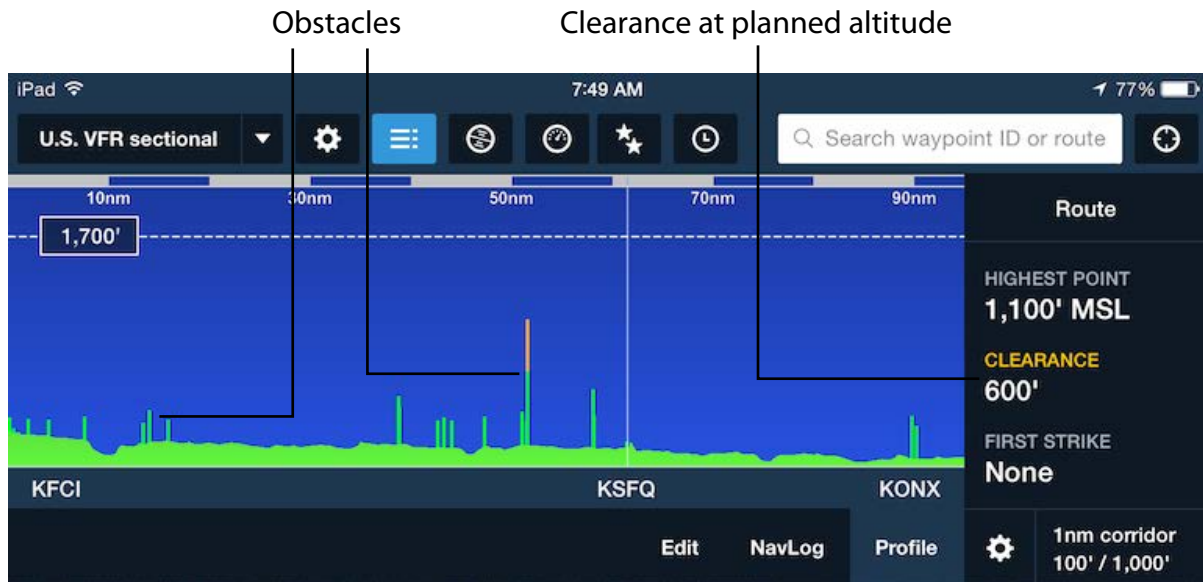 Obstacles Clearance at planned altitude
iPad 7:49 AM 77%
U.S. VFR sectional Search waypoint ID or route
10nm 30nm 50nm 70nm 90nm
1,700'
Route
HIGHEST POINT
1,100' MSL
CLEARANCE
600'
FIRST STRIKE
None
KFCI KSFQ KONX
Edit NavLog Profile
1nm corridor
100' / 1,000'